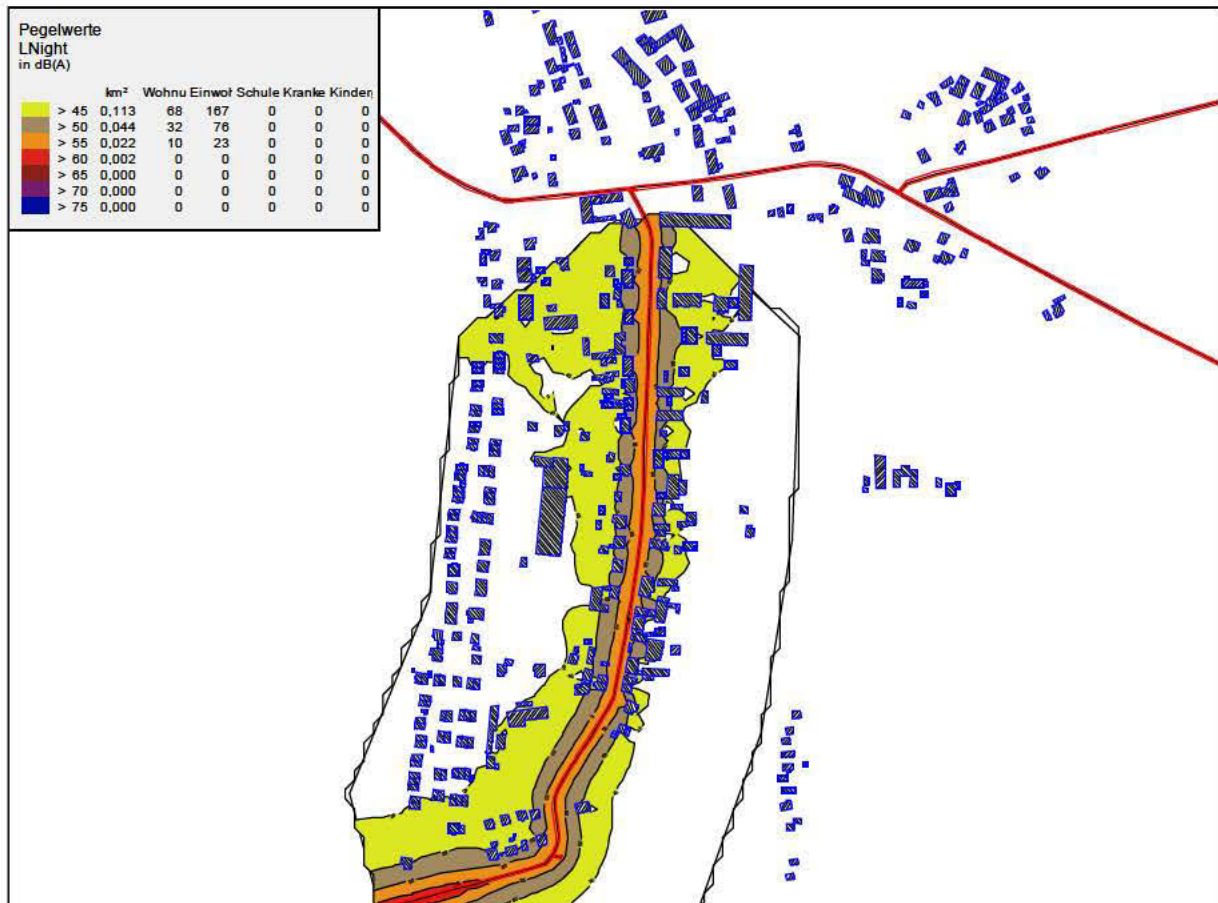 Pegelwerte
LNight
in dB(A)
km² Wohnu Einwoh Schule Kranke Kinder
> 45 0,113 68 167 0 0 0
> 50 0,044 32 76 0 0 0
> 55 0,022 10 23 0 0 0
> 60 0,002 0 0 0 0 0
> 65 0,000 0 0 0 0 0
> 70 0,000 0 0 0 0 0
> 75 0,000 0 0 0 0 0